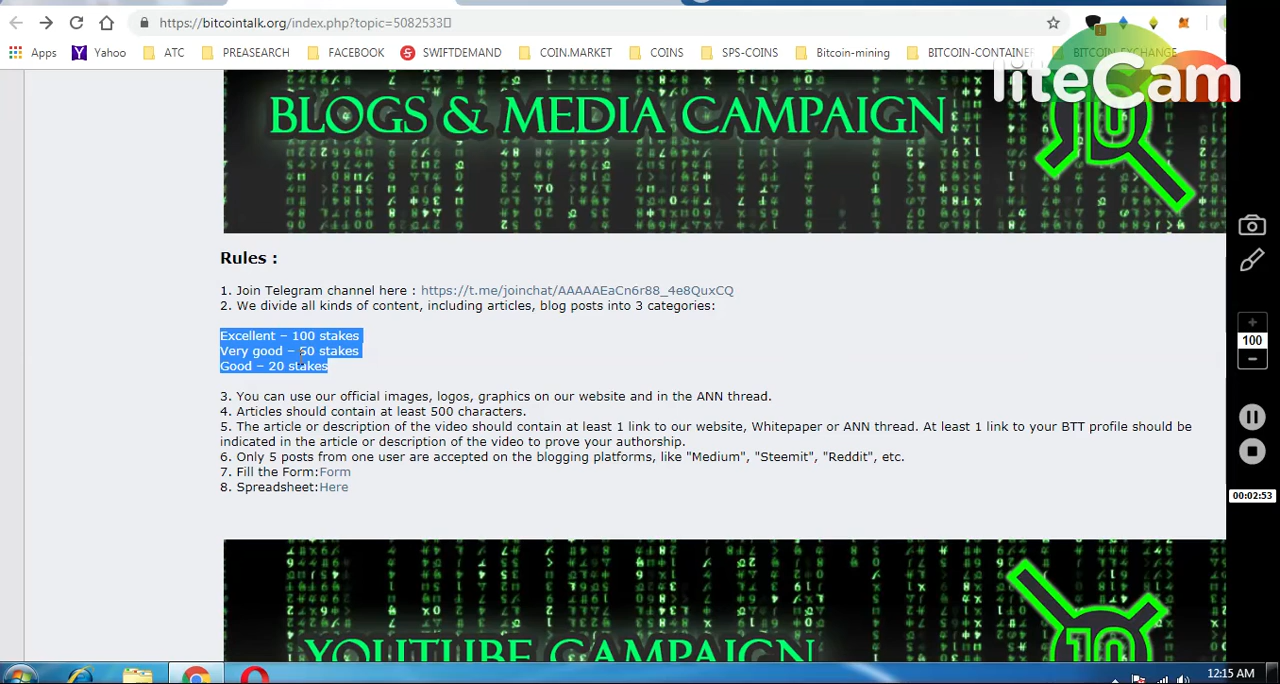 https://bitcointalk.org/index.php?topic=5082533
Apps Yahoo ATC PREASEARCH FACEBOOK SWIFTDEMAND COIN.MARKET COINS SPS-COINS Bitcoin-mining BITCOIN-CONTAINER BITCOIN-EXCHANGE
liteCam
BLOGS & MEDIA CAMPAIGN
Rules :
1. Join Telegram channel here : https://t.me/joinchat/AAAAAEaCn6r88_4e8QuxCQ
2. We divide all kinds of content, including articles, blog posts into 3 categories:
Excellent – 100 stakes
Very good – 50 stakes
Good – 20 stakes
3. You can use our official images, logos, graphics on our website and in the ANN thread.
4. Articles should contain at least 500 characters.
5. The article or description of the video should contain at least 1 link to our website, Whitepaper or ANN thread. At least 1 link to your BTT profile should be
indicated in the article or description of the video to prove your authorship.
6. Only 5 posts from one user are accepted on the blogging platforms, like "Medium", "Steemit", "Reddit", etc.
7. Fill the Form:Form
8. Spreadsheet:Here
YOUTUBE CAMPAIGN
10
100
00:02:53
12:15 AM